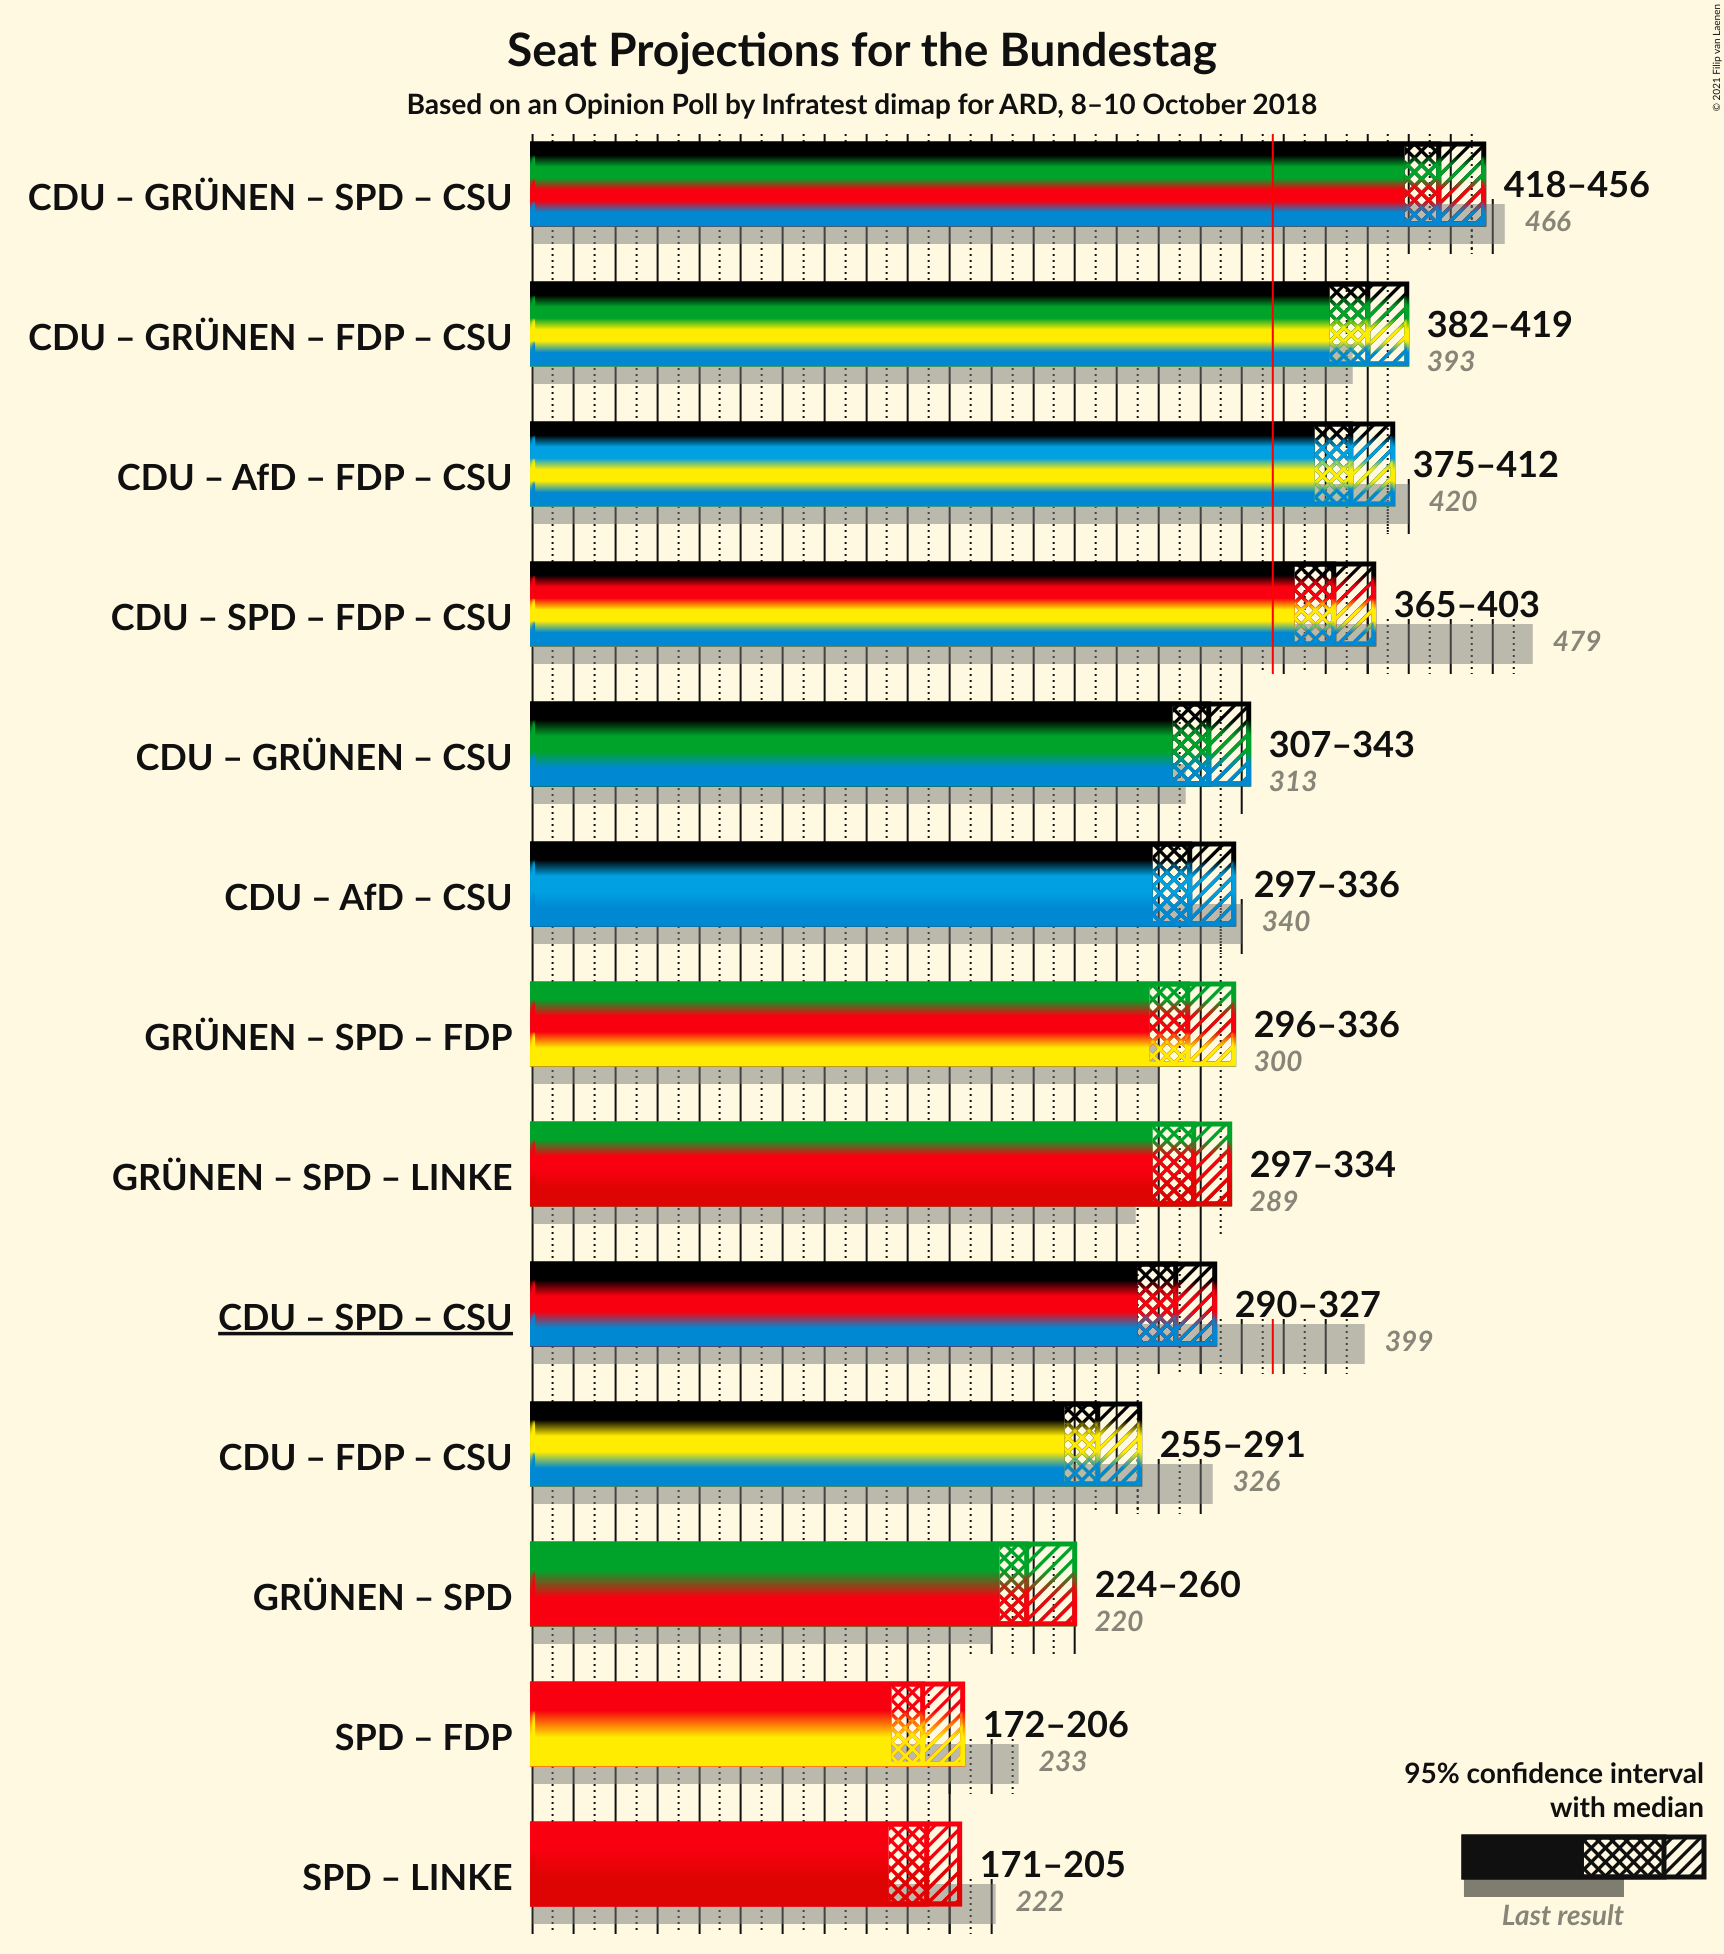 Seat Projections for the Bundestag
Based on an Opinion Poll by Infratest dimap for ARD, 8–10 October 2018
© 2021 Filip van Laenen
CDU – GRÜNEN – SPD – CSU
418–456
466
CDU – GRÜNEN – FDP – CSU
382–419
393
CDU – AfD – FDP – CSU
375–412
420
CDU – SPD – FDP – CSU
365–403
479
CDU – GRÜNEN – CSU
307–343
313
CDU – AfD – CSU
297–336
340
GRÜNEN – SPD – FDP
296–336
300
GRÜNEN – SPD – LINKE
297–334
289
CDU – SPD – CSU
290–327
399
CDU – FDP – CSU
255–291
326
GRÜNEN – SPD
224–260
220
SPD – FDP
172–206
233
SPD – LINKE
171–205
222
95% confidence interval
with median
Last result